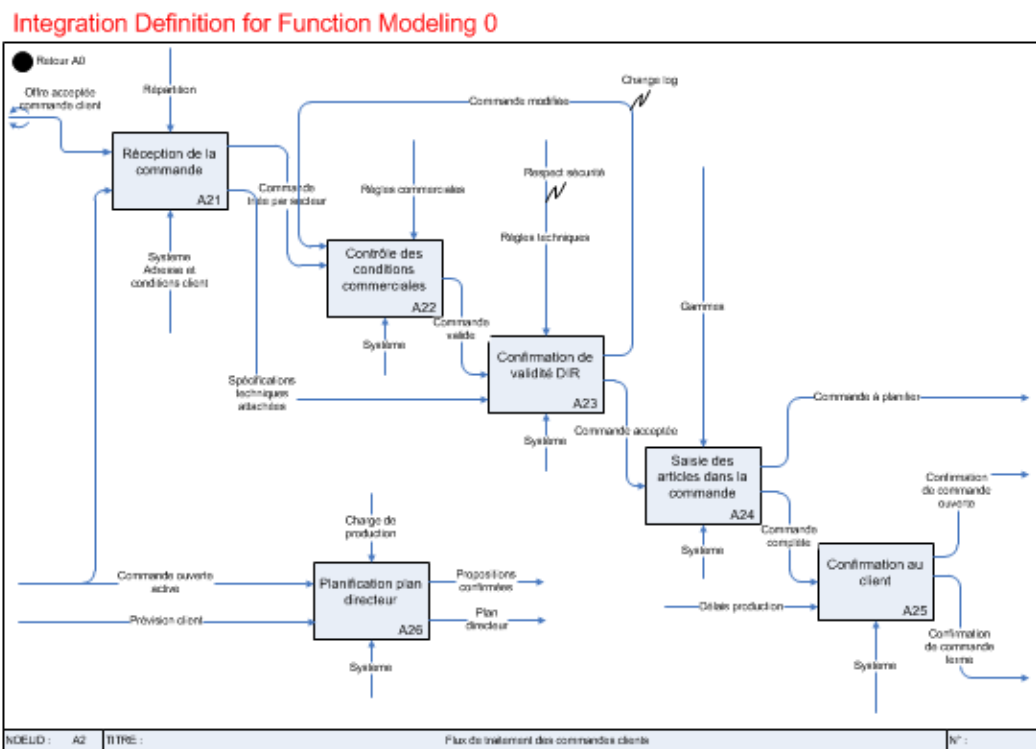 Integration Definition for Function Modeling 0
Retour A0
Offre acceptée
commande client
Répartition
Change log
Commande modifiée
Réception de la
commande
A21
Commande
triés par secteur
Règles commerciales
Respect sécurité
Règles techniques
Système
Adresse et
conditions client
Contrôle des
conditions
commerciales
A22
Gammes
Système
Commande
valide
Confirmation de
validité DIR
A23
Spécifications
techniques
attachées
Commande à planifier
Système
Commande acceptée
Saisie des
articles dans la
commande
A24
Confirmation
de commande
ouverte
Charge de
production
Système
Commande
complète
Commande ouverte
active
Planification plan
directeur
A26
Propositions
confirmées
Confirmation au
client
A25
Prévision client
Plan
directeur
Délais production
Confirmation
de commande
ferme
Système
Système
NOEUD : A2 TITRE : Flux de traitement des commandes clients N° :